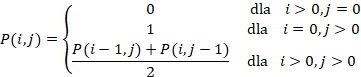 P(i,j) = { 0 dla i > 0, j = 0
1 dla i = 0, j > 0
P(i − 1, j) + P(i, j − 1) / 2 dla i > 0, j > 0